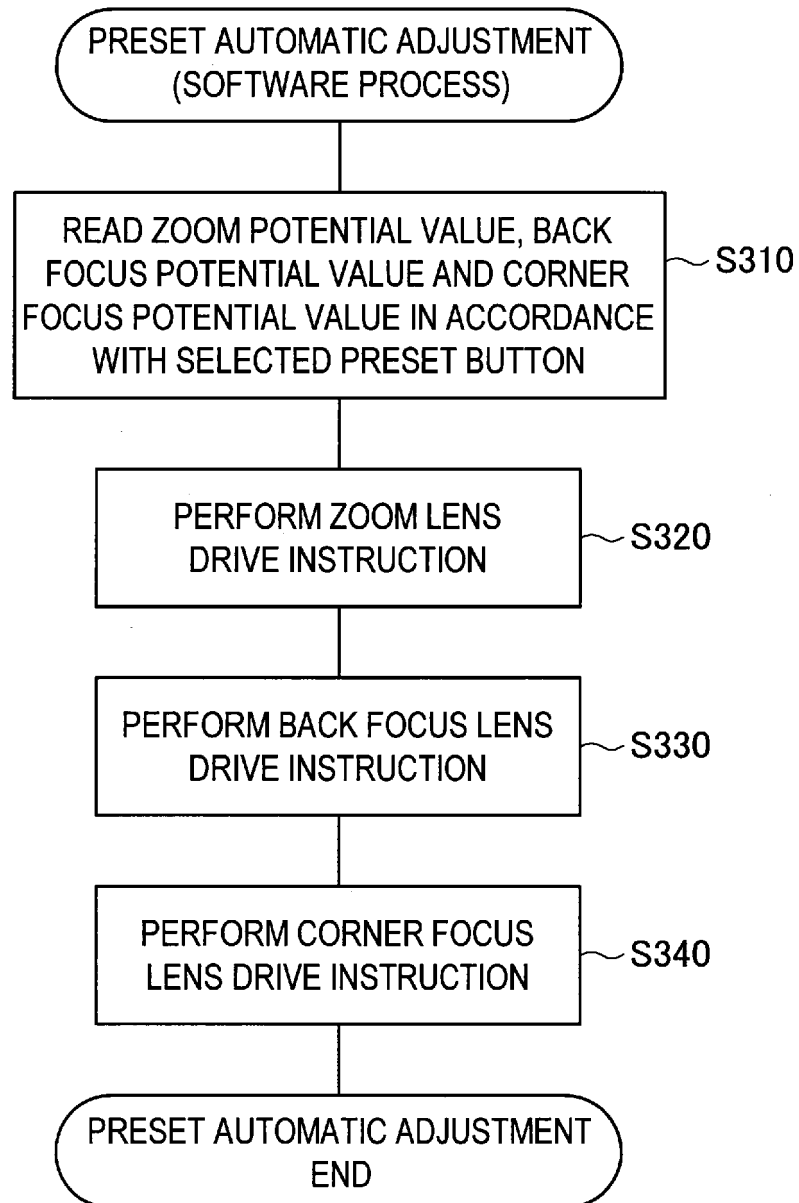 PRESET AUTOMATIC ADJUSTMENT
(SOFTWARE PROCESS)
READ ZOOM POTENTIAL VALUE, BACK
FOCUS POTENTIAL VALUE AND CORNER
FOCUS POTENTIAL VALUE IN ACCORDANCE
WITH SELECTED PRESET BUTTON
S310
PERFORM ZOOM LENS
DRIVE INSTRUCTION
S320
PERFORM BACK FOCUS LENS
DRIVE INSTRUCTION
S330
PERFORM CORNER FOCUS
LENS DRIVE INSTRUCTION
S340
PRESET AUTOMATIC ADJUSTMENT
END